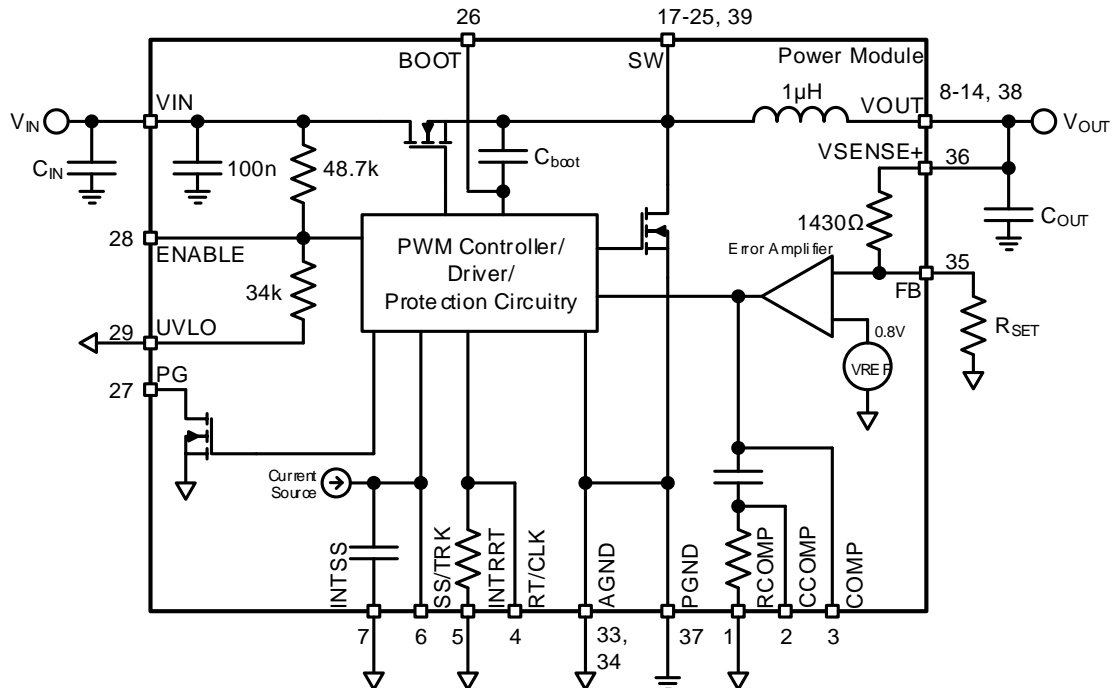 26
17-25, 39
BOOT
SW
Power Module
VIN
1µH
VOUT
8-14, 38
VIN
VOUT
VSENSE+
36
CIN
100n
48.7k
Cboot
1430Ω
COUT
28
ENABLE
PWM Controller/
Driver/
Protection Circuitry
Error Amplifier
35
FB
34k
RSET
29
UVLO
0.8V
VREF
27
PG
Current
Source
INTSS
SS/TRK
INTRRT
RT/CLK
AGND
PGND
RCOMP
CCOMP
COMP
7
6
5
4
33,
34
37
1
2
3